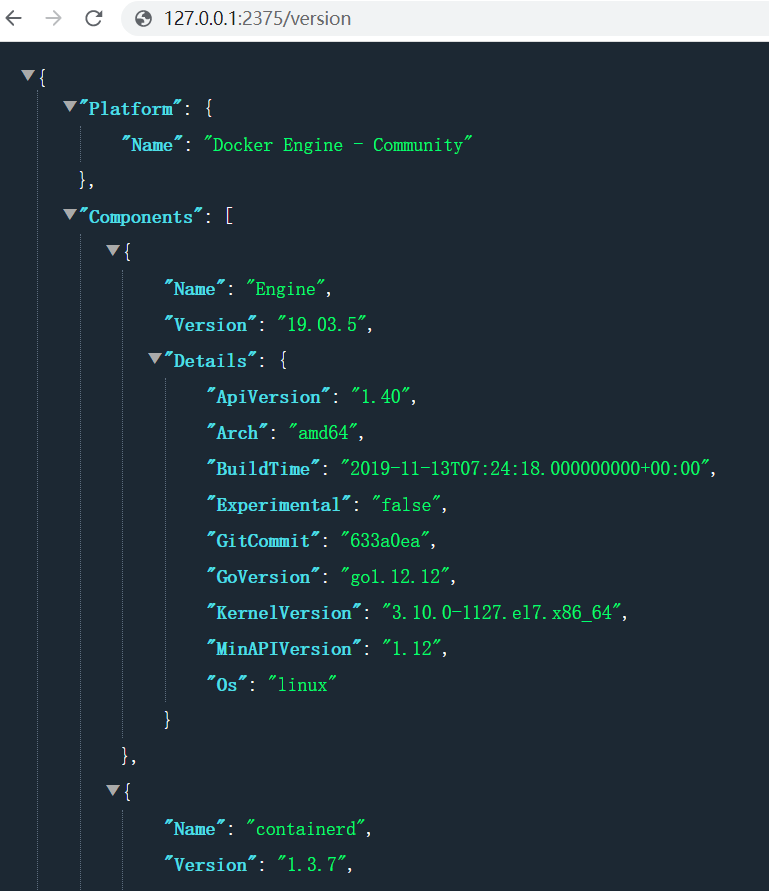 127.0.0.1:2375/version
{
"Platform": {
"Name": "Docker Engine - Community"
},
"Components": [
{
"Name": "Engine",
"Version": "19.03.5",
"Details": {
"ApiVersion": "1.40",
"Arch": "amd64",
"BuildTime": "2019-11-13T07:24:18.000000000+00:00",
"Experimental": "false",
"GitCommit": "633a0ea",
"GoVersion": "go1.12.12",
"KernelVersion": "3.10.0-1127.el7.x86_64",
"MinAPIVersion": "1.12",
"Os": "linux"
}
},
{
"Name": "containerd",
"Version": "1.3.7",